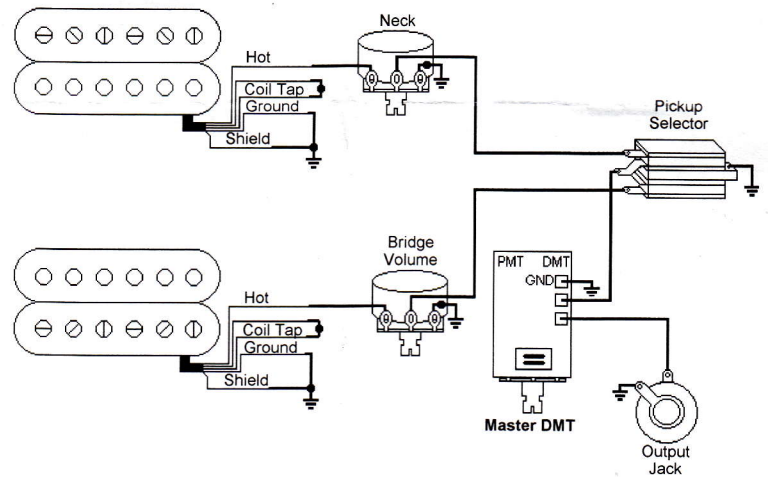 Neck
Hot
Coil Tap
Ground
Shield
Pickup
Selector
Bridge
Volume
Hot
Coil Tap
Ground
Shield
PMT DMT
GND
Master DMT
Output
Jack